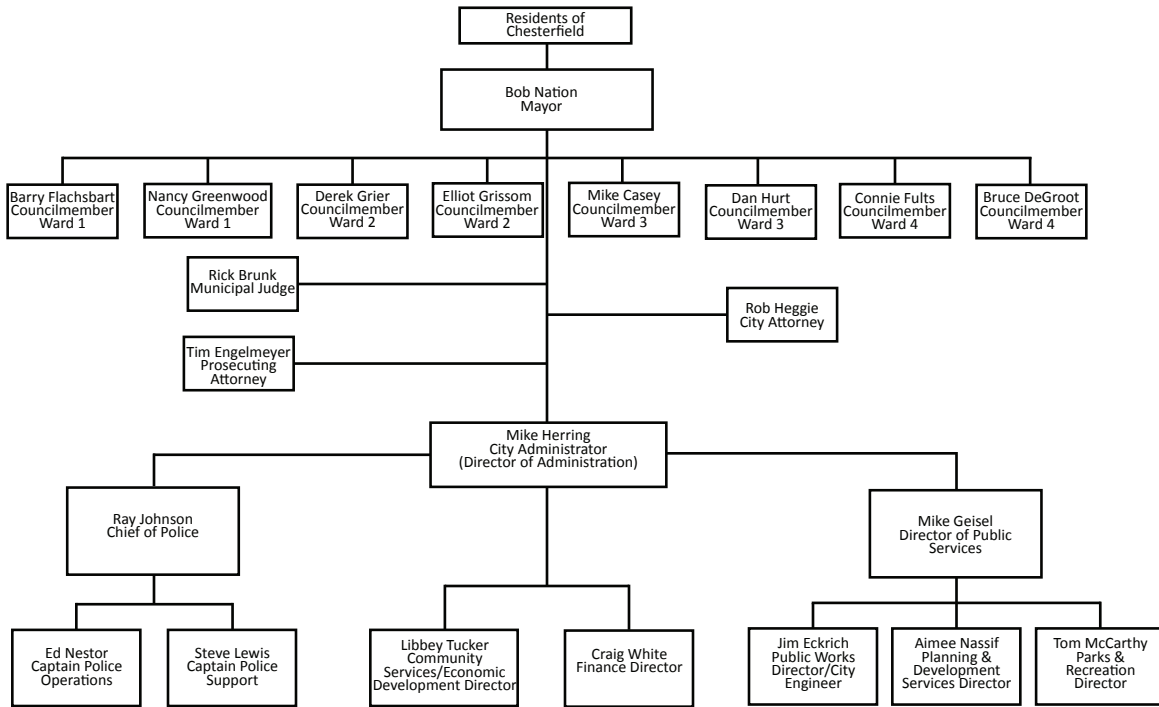 Residents of
Chesterfield
Bob Nation
Mayor
Barry Flachsbart
Councilmember
Ward 1
Nancy Greenwood
Councilmember
Ward 1
Derek Grier
Councilmember
Ward 2
Elliot Grissom
Councilmember
Ward 2
Mike Casey
Councilmember
Ward 3
Dan Hurt
Councilmember
Ward 3
Connie Fults
Councilmember
Ward 4
Bruce DeGroot
Councilmember
Ward 4
Rick Brunk
Municipal Judge
Rob Heggie
City Attorney
Tim Engelmeyer
Prosecuting
Attorney
Mike Herring
City Administrator
(Director of Administration)
Ray Johnson
Chief of Police
Mike Geisel
Director of Public
Services
Ed Nestor
Captain Police
Operations
Steve Lewis
Captain Police
Support
Libbey Tucker
Community
Services/Economic
Development Director
Craig White
Finance Director
Jim Eckrich
Public Works
Director/City
Engineer
Aimee Nassif
Planning &
Development
Services Director
Tom McCarthy
Parks &
Recreation
Director